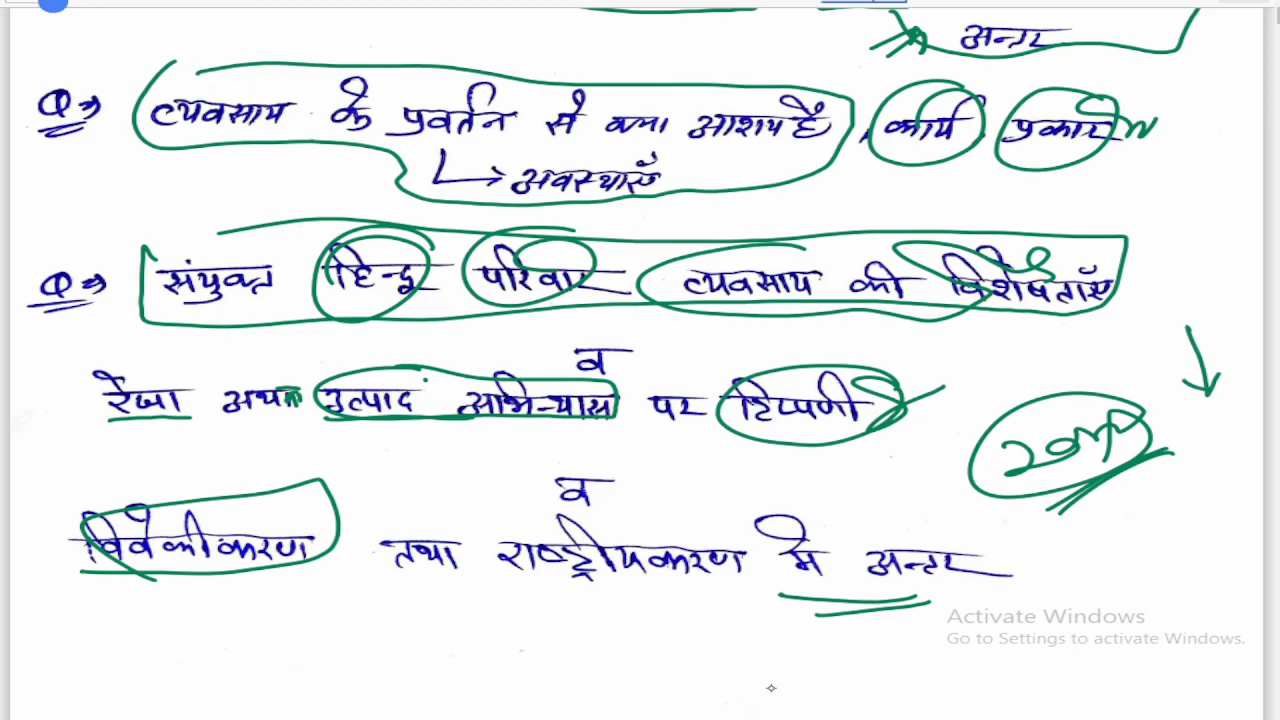 अन्तर
Q⇒ व्यवसाय के प्रवर्तन से क्या आशय है, कार्य प्रकार
↳ अवस्थाएँ
Q⇒ संयुक्त हिन्दू परिवार व्यवसाय की विशेषताएँ
व
रेखा अथवा उत्पाद अभिन्यास पर टिप्पणी
व
विवेकीकरण तथा राष्ट्रीयकरण में अन्तर
Activate Windows
Go to Settings to activate Windows.